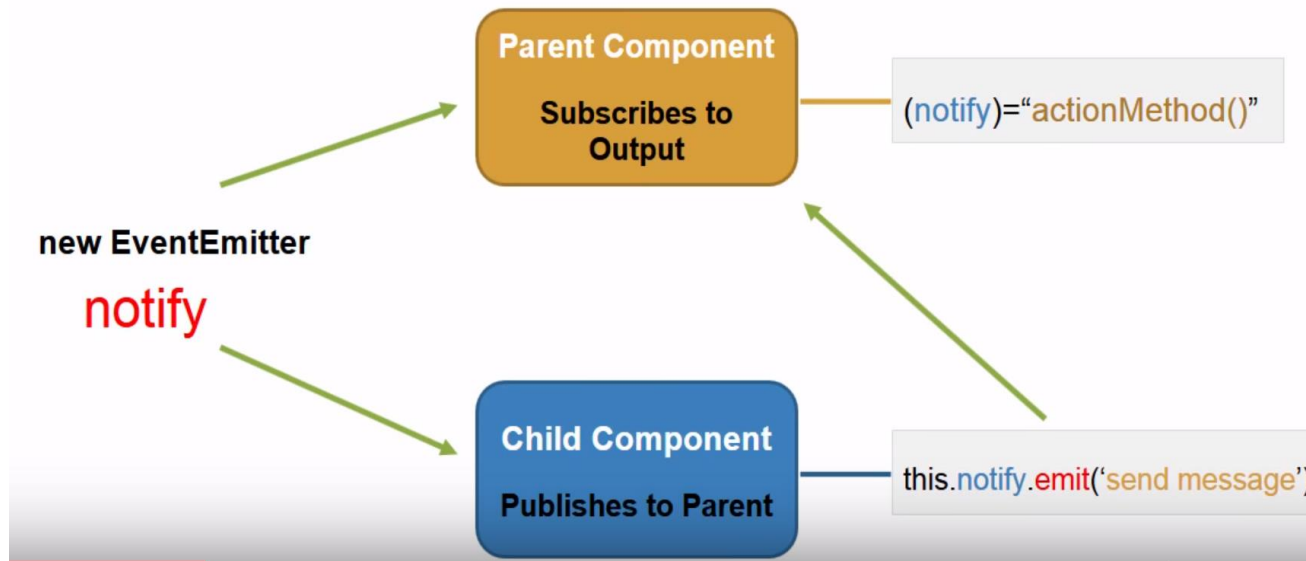 Parent Component
Subscribes to
Output
(notify)=“actionMethod()”
new EventEmitter
notify
Child Component
Publishes to Parent
this.notify.emit(‘send message’)